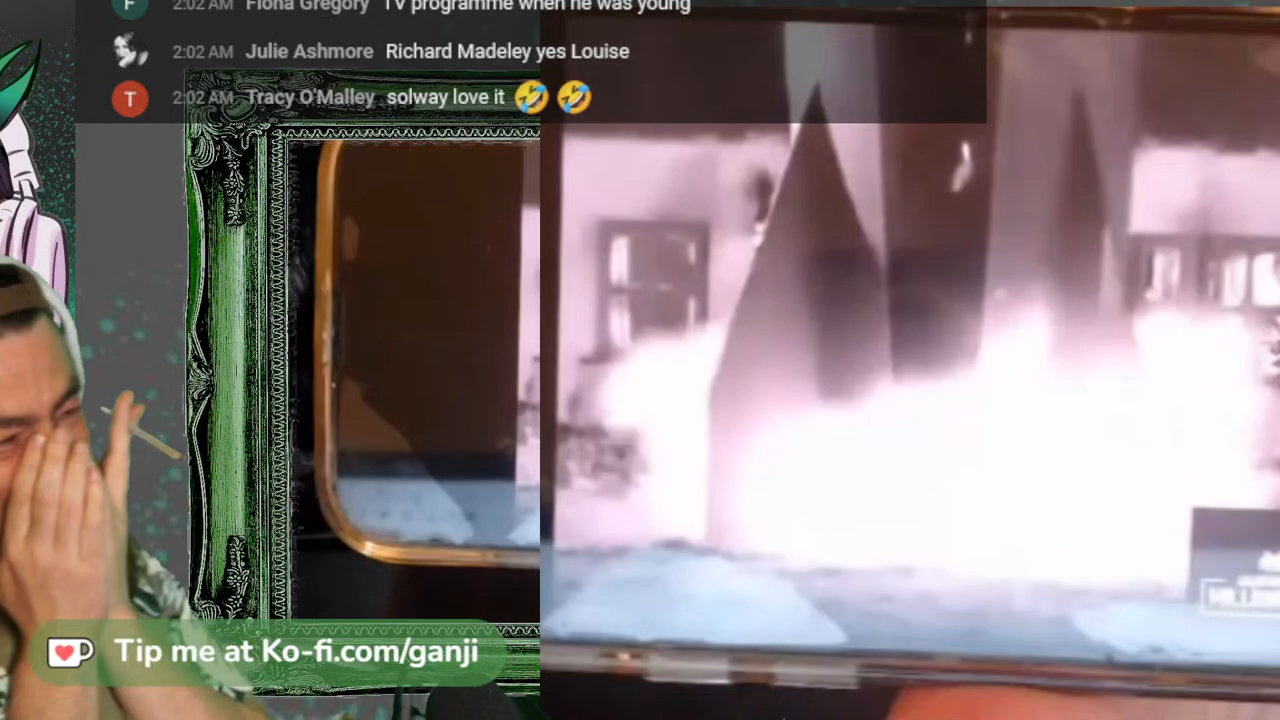 F 2:02 AM Fiona Gregory TV programme when he was young
2:02 AM Julie Ashmore Richard Madeley yes Louise
T 2:02 AM Tracy O'Malley solway love it 🤣 🤣
Tip me at Ko-fi.com/ganji